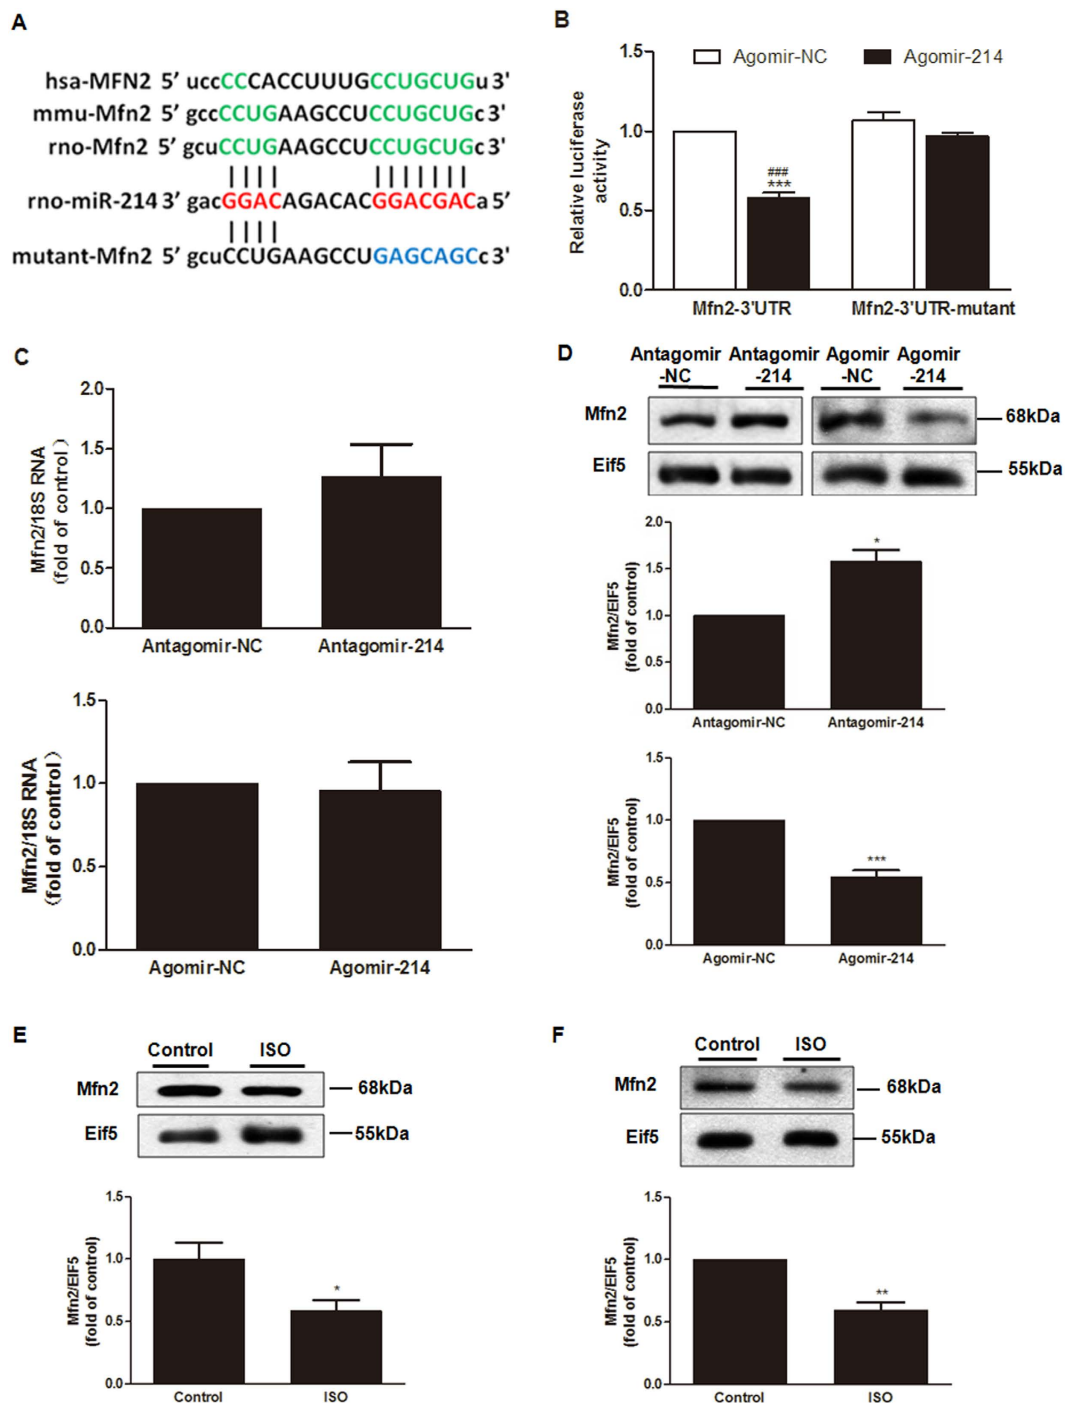 A
hsa-MFN2 5' uccCCCACCUUUGCCUGCUGu 3'
mmu-Mfn2 5' gccCCUGAAGCCUCCUGCUGc 3'
rno-Mfn2 5' gcuCCUGAAGCCUCCUGCUGc 3'
rno-miR-214 3' gacGGACAGACACGGACGACa 5'
mutant-Mfn2 5' gcuCCUGAAGCCUGAGCAGCc 3'
B
Agomir-NC Agomir-214
Relative luciferase
activity
1.5
1.0
0.5
0.0
###
***
Mfn2-3'UTR Mfn2-3'UTR-mutant
C
Mfn2/18S RNA
(fold of control)
2.0
1.5
1.0
0.5
0.0
Antagomir-NC Antagomir-214
Mfn2/18S RNA
(fold of control)
1.5
1.0
0.5
0.0
Agomir-NC Agomir-214
D
Antagomir Antagomir Agomir Agomir
-NC -214 -NC -214
Mfn2 68kDa
Eif5 55kDa
Mfn2/EIF5
(fold of control)
2.0
1.5
1.0
0.5
0.0
*
Antagomir-NC Antagomir-214
Mfn2/EIF5
(fold of control)
1.5
1.0
0.5
0.0
***
Agomir-NC Agomir-214
E
Control ISO
Mfn2 68kDa
Eif5 55kDa
Mfn2/EIF5
(fold of control)
1.5
1.0
0.5
0.0
*
Control ISO
F
Control ISO
Mfn2 68kDa
Eif5 55kDa
Mfn2/EIF5
(fold of control)
1.5
1.0
0.5
0.0
**
Control ISO